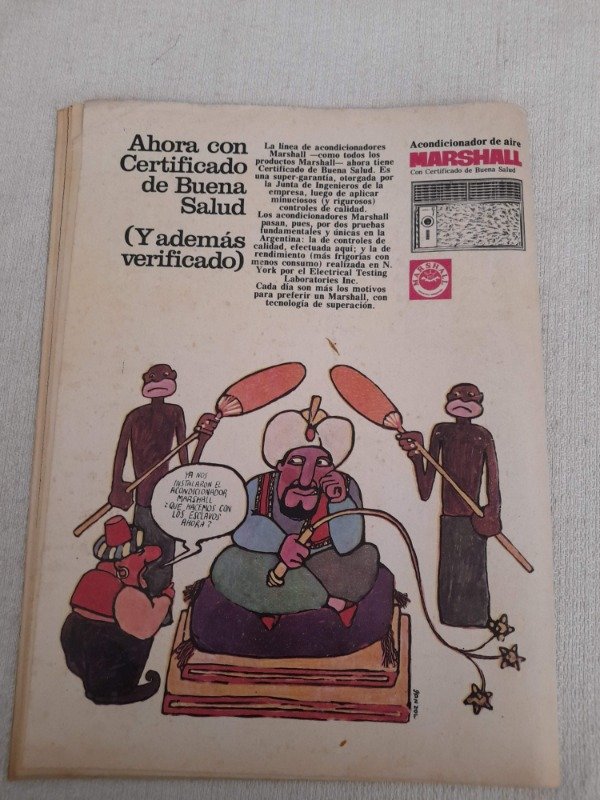 Ahora con
Certificado
de Buena
Salud
(Y además
verificado)
La línea de acondicionadores
Marshall —como todos los
productos Marshall— ahora tiene
Certificado de Buena Salud. Es
una super-garantía, otorgada por
la Junta de Ingenieros de la
empresa, luego de aplicar
minuciosos (y rigurosos)
controles de calidad.
Los acondicionadores Marshall
pasan, pues, por dos pruebas
fundamentales y únicas en la
Argentina: la de controles de
calidad, efectuada aquí; y la de
rendimiento (más frigorías con
menos consumo) realizada en N.
York por el Electrical Testing
Laboratories Inc.
Cada día son más los motivos
para preferir un Marshall, con
tecnología de superación.
Acondicionador de aire
MARSHALL
Con Certificado de Buena Salud
MARSHALL
YA NOS
INSTALARON EL
ACONDICIONADOR
MARSHALL
¿QUE HACEMOS CON
LOS ESCLAVOS
AHORA?